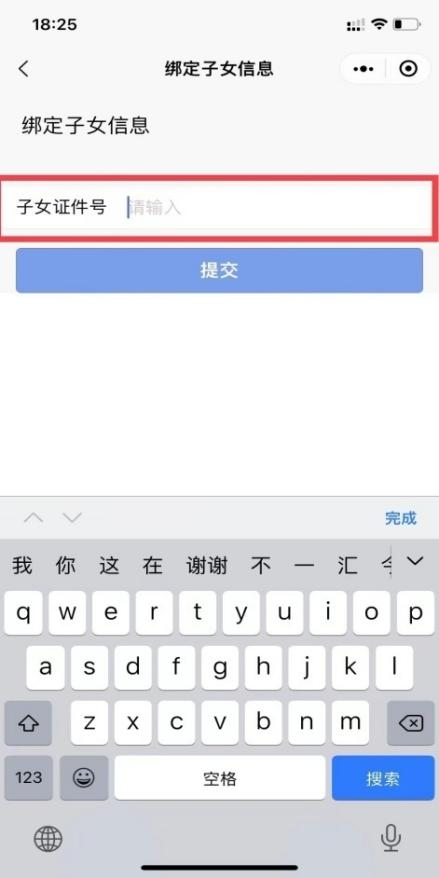 18:25
绑定子女信息
绑定子女信息
子女证件号 请输入
提交
完成
我 你 这 在 谢谢 不 一 汇
q w e r t y u i o p
a s d f g h j k l
z x c v b n m
123 空格 搜索